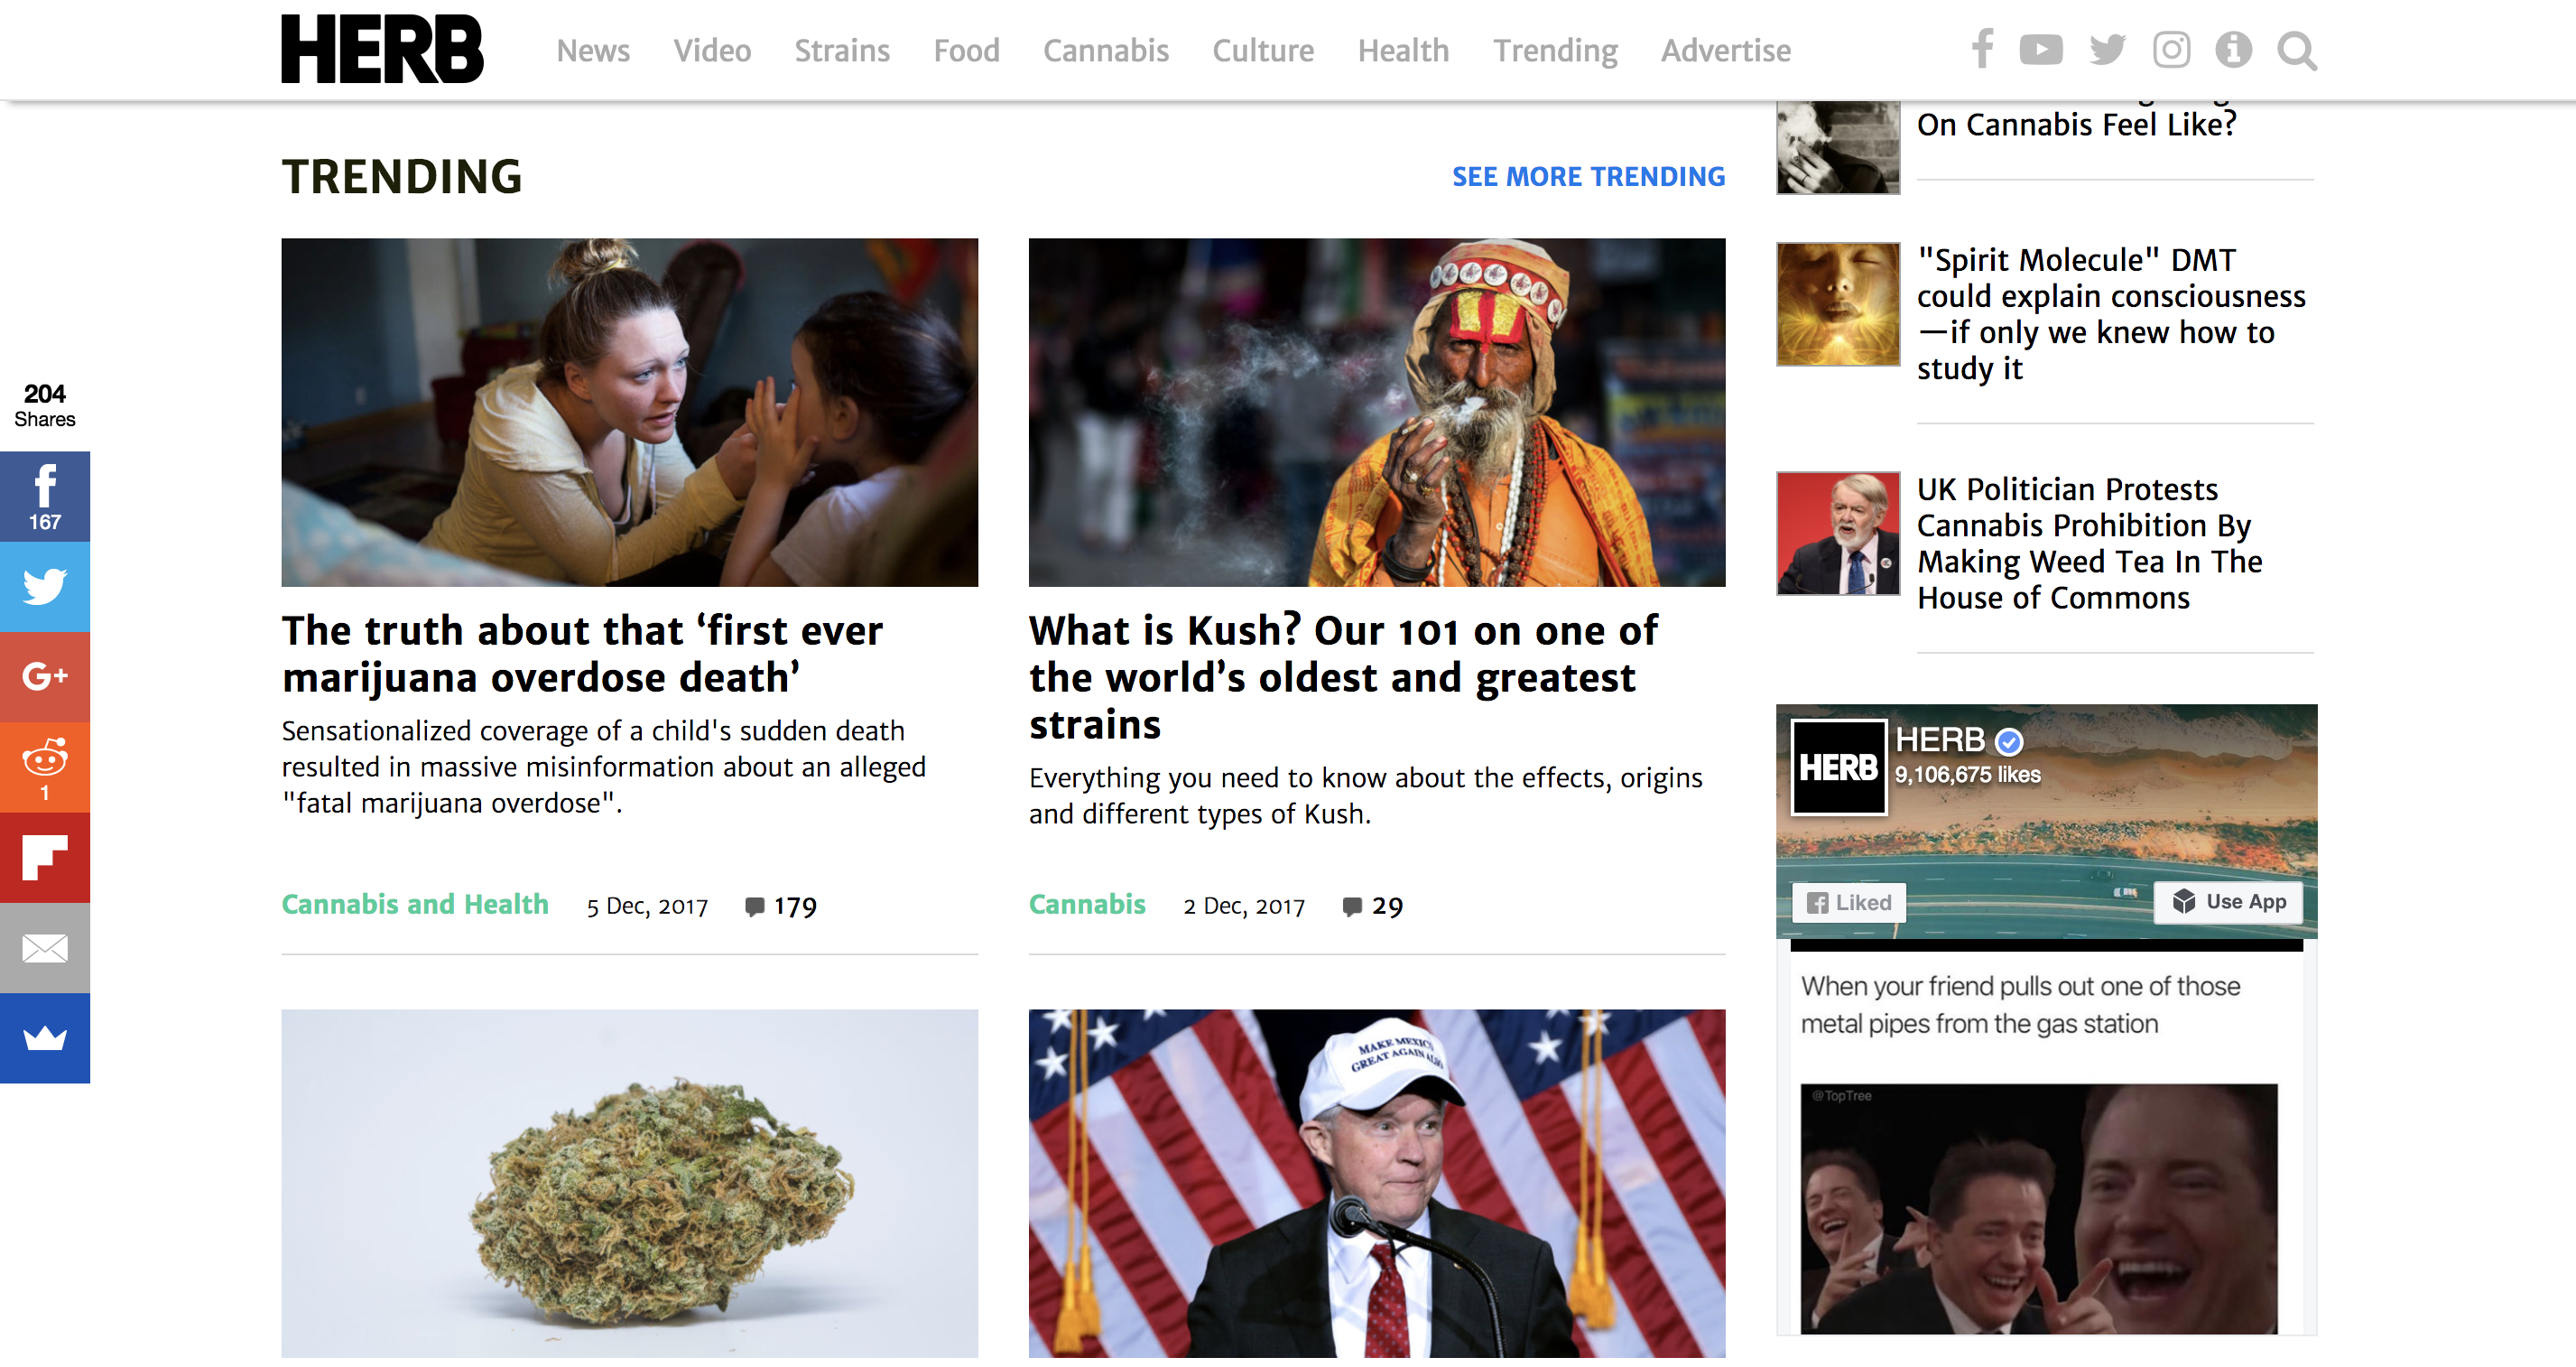 HERB
News Video Strains Food Cannabis Culture Health Trending Advertise
204
Shares
167
G+
1
TRENDING
SEE MORE TRENDING
The truth about that ‘first ever
marijuana overdose death’
Sensationalized coverage of a child's sudden death
resulted in massive misinformation about an alleged
"fatal marijuana overdose".
Cannabis and Health 5 Dec, 2017 179
What is Kush? Our 101 on one of
the world’s oldest and greatest
strains
Everything you need to know about the effects, origins
and different types of Kush.
Cannabis 2 Dec, 2017 29
MAKE MEXICO
GREAT AGAIN ALSO
On Cannabis Feel Like?
"Spirit Molecule" DMT
could explain consciousness
—if only we knew how to
study it
UK Politician Protests
Cannabis Prohibition By
Making Weed Tea In The
House of Commons
HERB
HERB
9,106,675 likes
Liked
Use App
When your friend pulls out one of those
metal pipes from the gas station
@TopTree